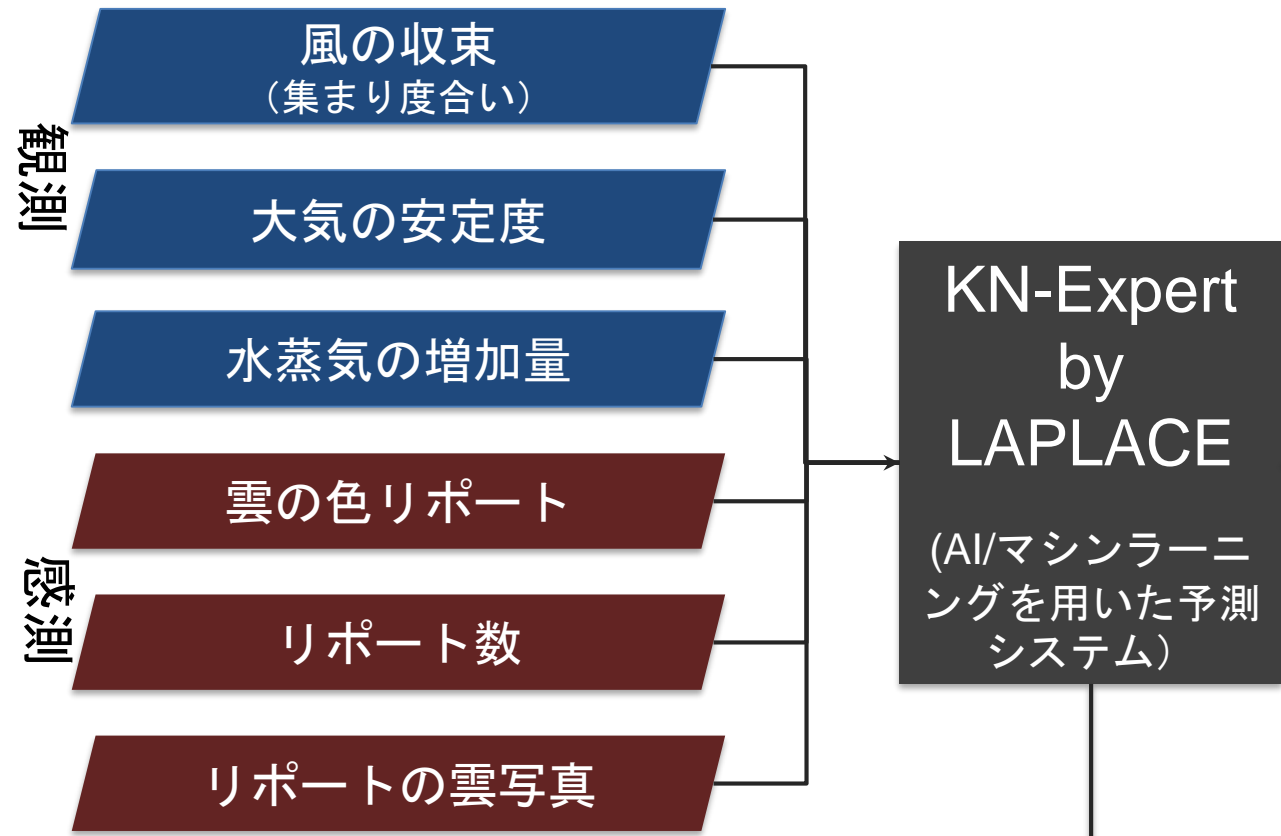 観測
風の収束
（集まり度合い）
大気の安定度
水蒸気の増加量
感測
雲の色リポート
リポート数
リポートの雲写真
KN-Expert
by
LAPLACE
(AI/マシンラーニ
ングを用いた予測
システム）